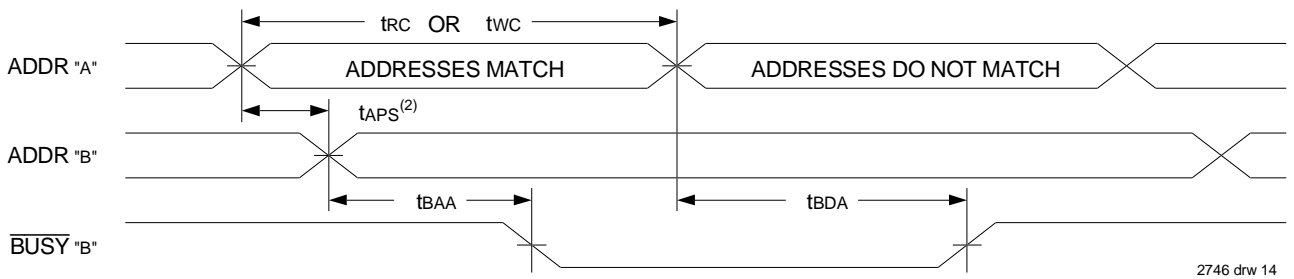 tRC OR tWC
ADDR "A"
ADDRESSES MATCH
ADDRESSES DO NOT MATCH
tAPS(2)
ADDR "B"
tBAA
tBDA
BUSY "B"
2746 drw 14